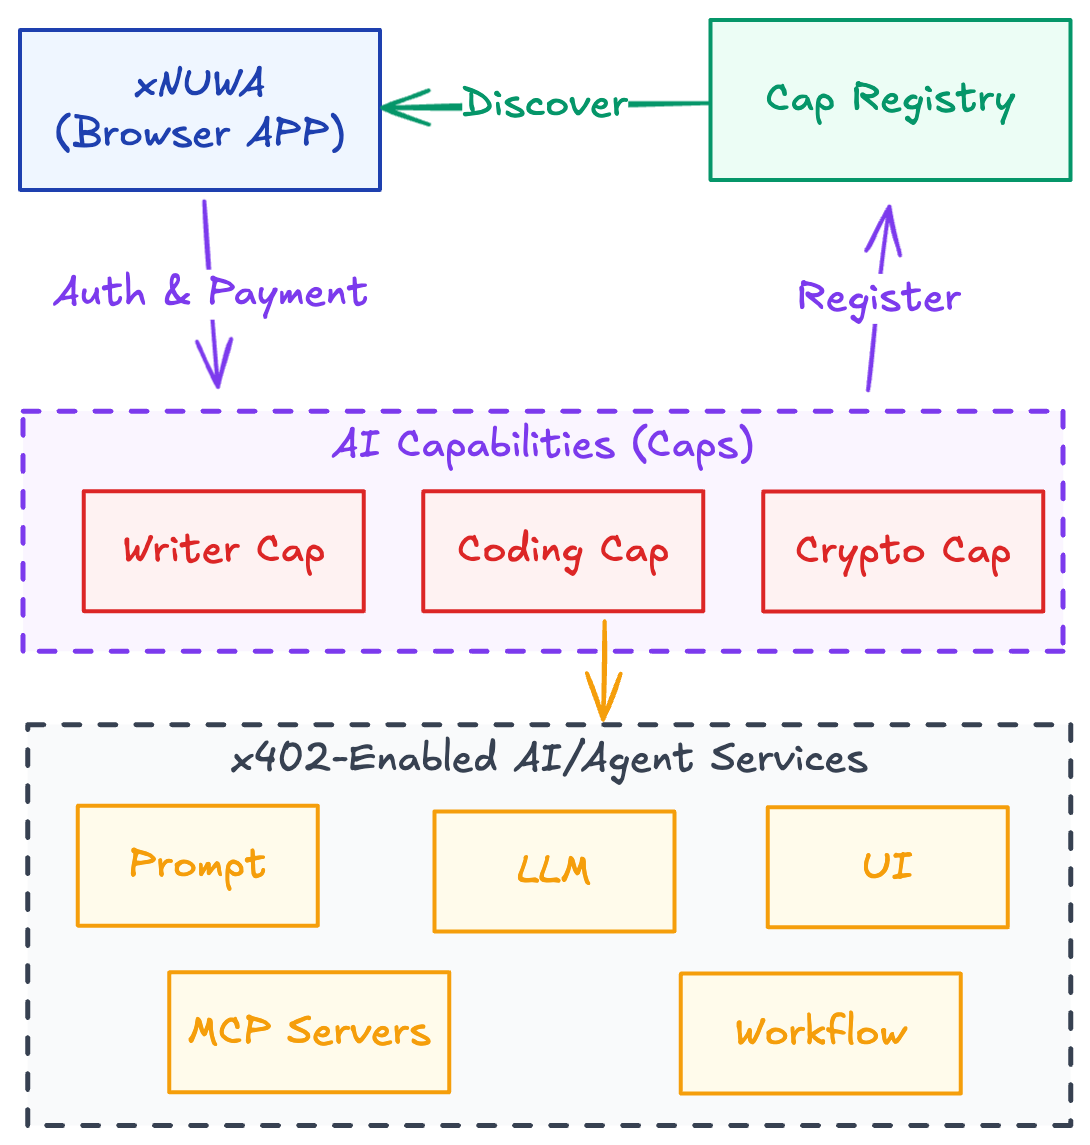 xNUWA
(Browser APP)
Discover
Cap Registry
Auth & Payment
Register
AI Capabilities (Caps)
Writer Cap
Coding Cap
Crypto Cap
x402-Enabled AI/Agent Services
Prompt
LLM
UI
MCP Servers
Workflow